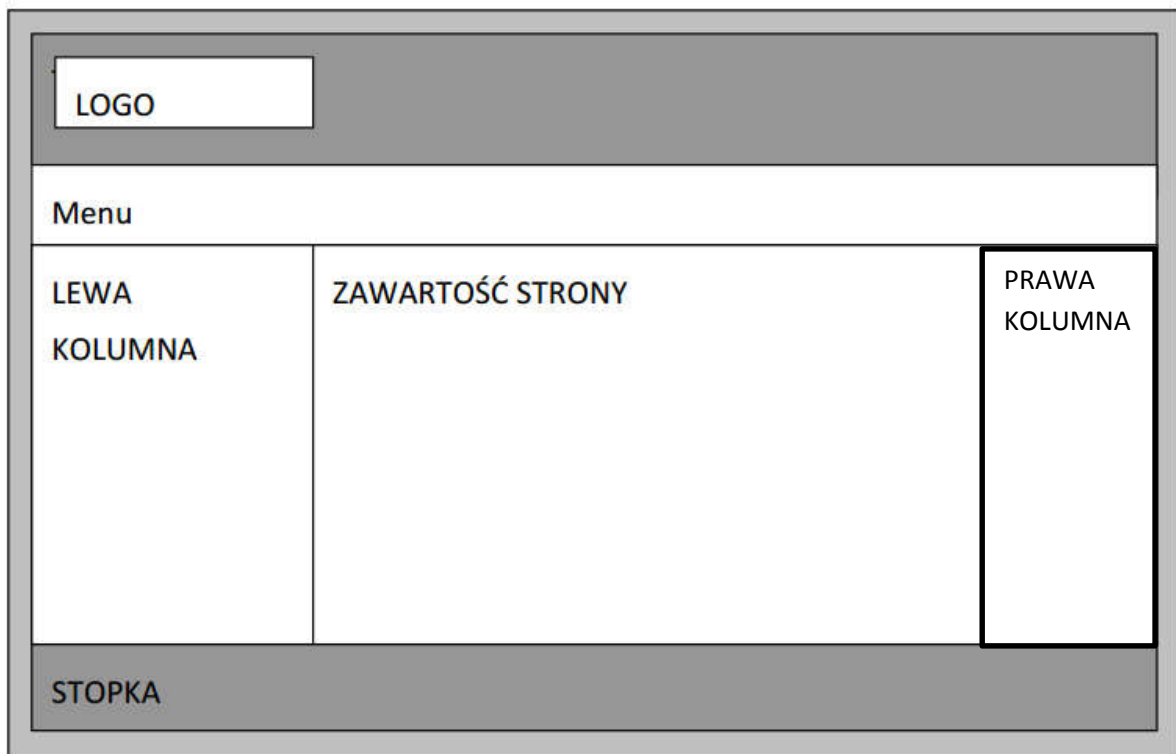 LOGO
Menu
LEWA
KOLUMNA
ZAWARTOŚĆ STRONY
PRAWA
KOLUMNA
STOPKA